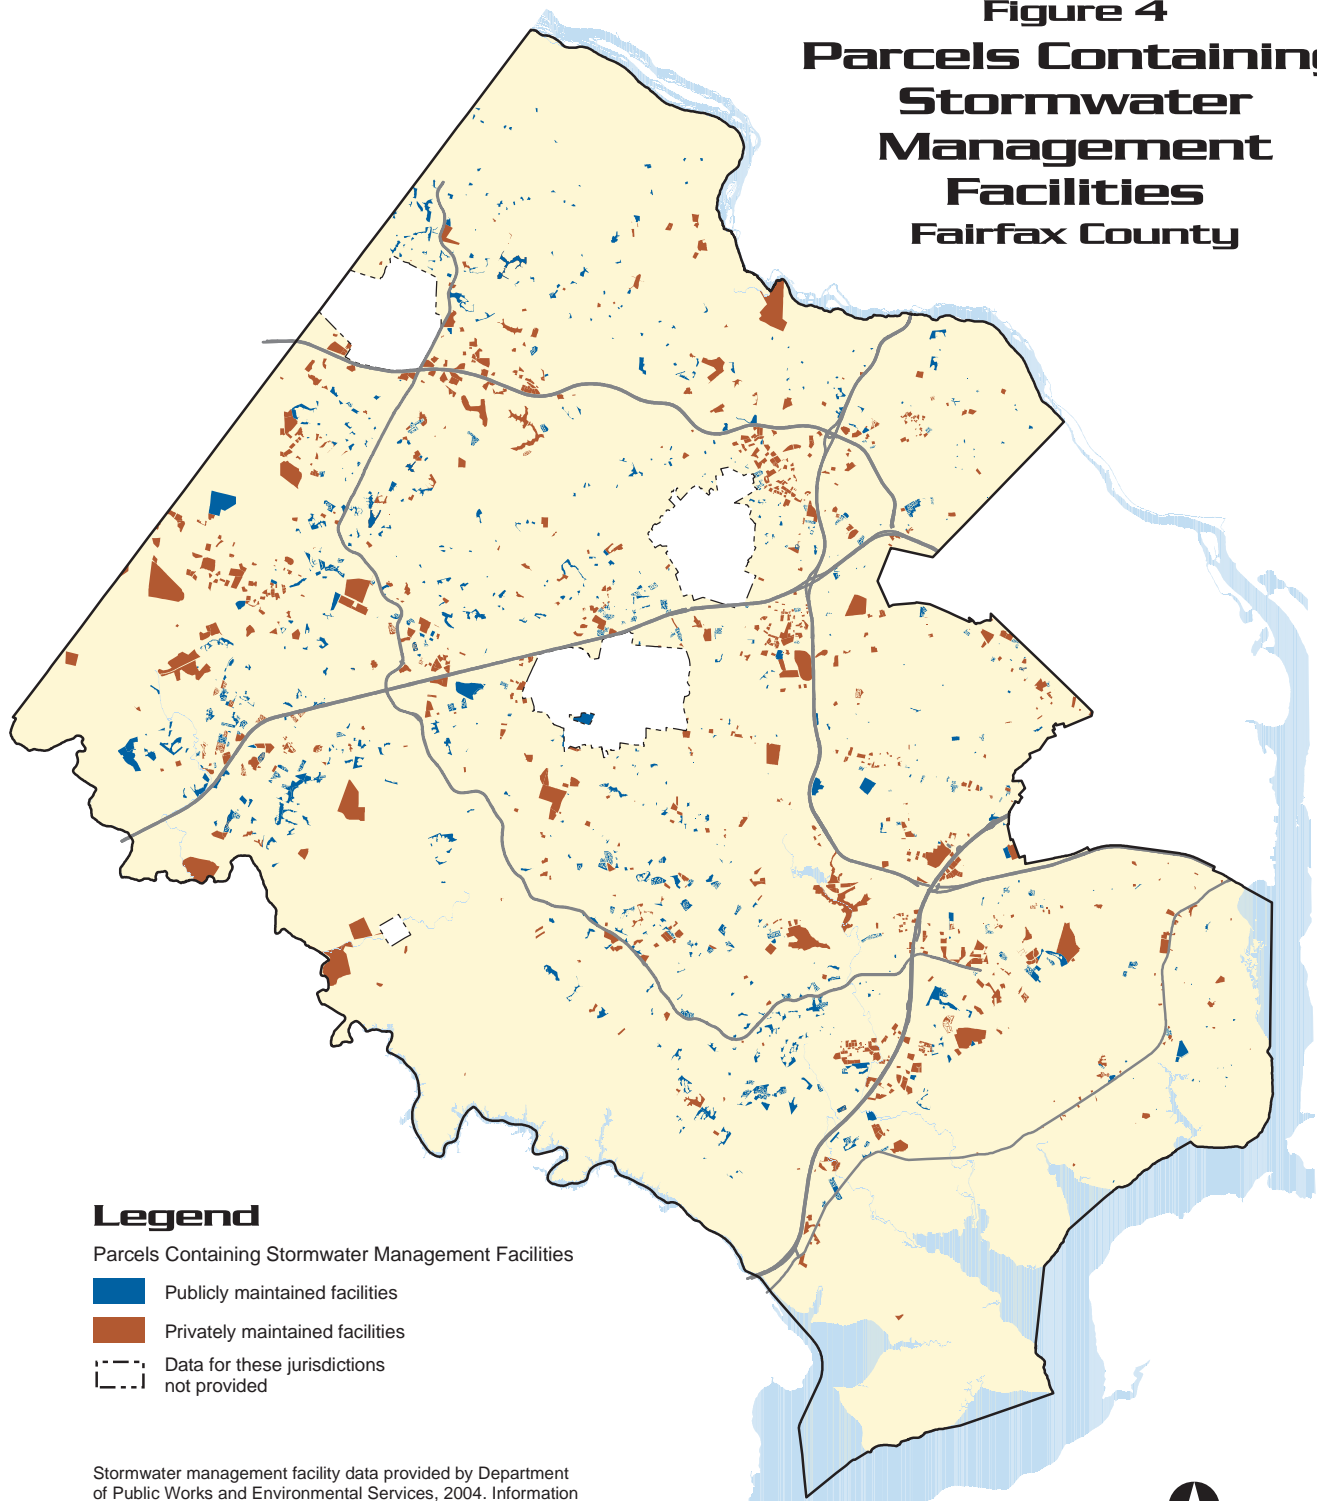 Figure 4
Parcels Containing
Stormwater
Management
Facilities
Fairfax County
Legend
Parcels Containing Stormwater Management Facilities
Publicly maintained facilities
Privately maintained facilities
Data for these jurisdictions
not provided
Stormwater management facility data provided by Department
of Public Works and Environmental Services, 2004. Information